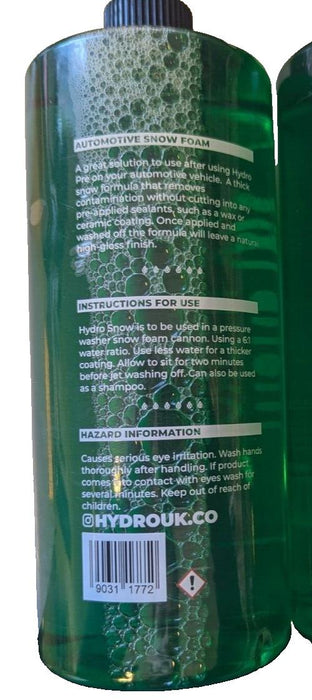 AUTOMOTIVE SNOW FOAM
A great solution to use after using Hydro
Pre on your automotive vehicle. A thick
snow formula that removes
contamination without cutting into any
pre-applied sealants, such as a wax or
ceramic coating. Once applied and
washed off the formula will leave a natural
high-gloss finish.
INSTRUCTIONS FOR USE
Hydro Snow is to be used in a pressure
washer snow foam cannon. Using a 6:1
water ratio. Use less water for a thicker
coating. Allow to sit for two minutes
before jet washing off. Can also be used
as a shampoo.
HAZARD INFORMATION
Causes serious eye irritation. Wash hands
thoroughly after handling. If product
comes into contact with eyes wash for
several minutes. Keep out of reach of
children.
HYDROUK.CO
9031 1772